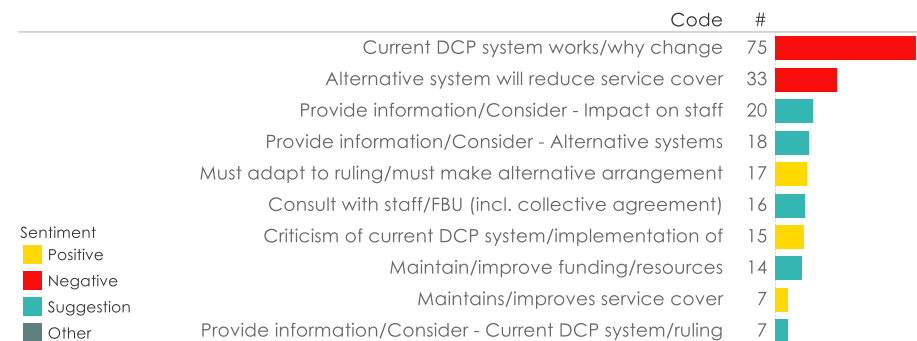 Code #
Current DCP system works/why change 75
Alternative system will reduce service cover 33
Provide information/Consider - Impact on staff 20
Provide information/Consider - Alternative systems 18
Must adapt to ruling/must make alternative arrangement 17
Consult with staff/FBU (incl. collective agreement) 16
Criticism of current DCP system/implementation of 15
Maintain/improve funding/resources 14
Maintains/improves service cover 7
Provide information/Consider - Current DCP system/ruling 7
Sentiment
Positive
Negative
Suggestion
Other